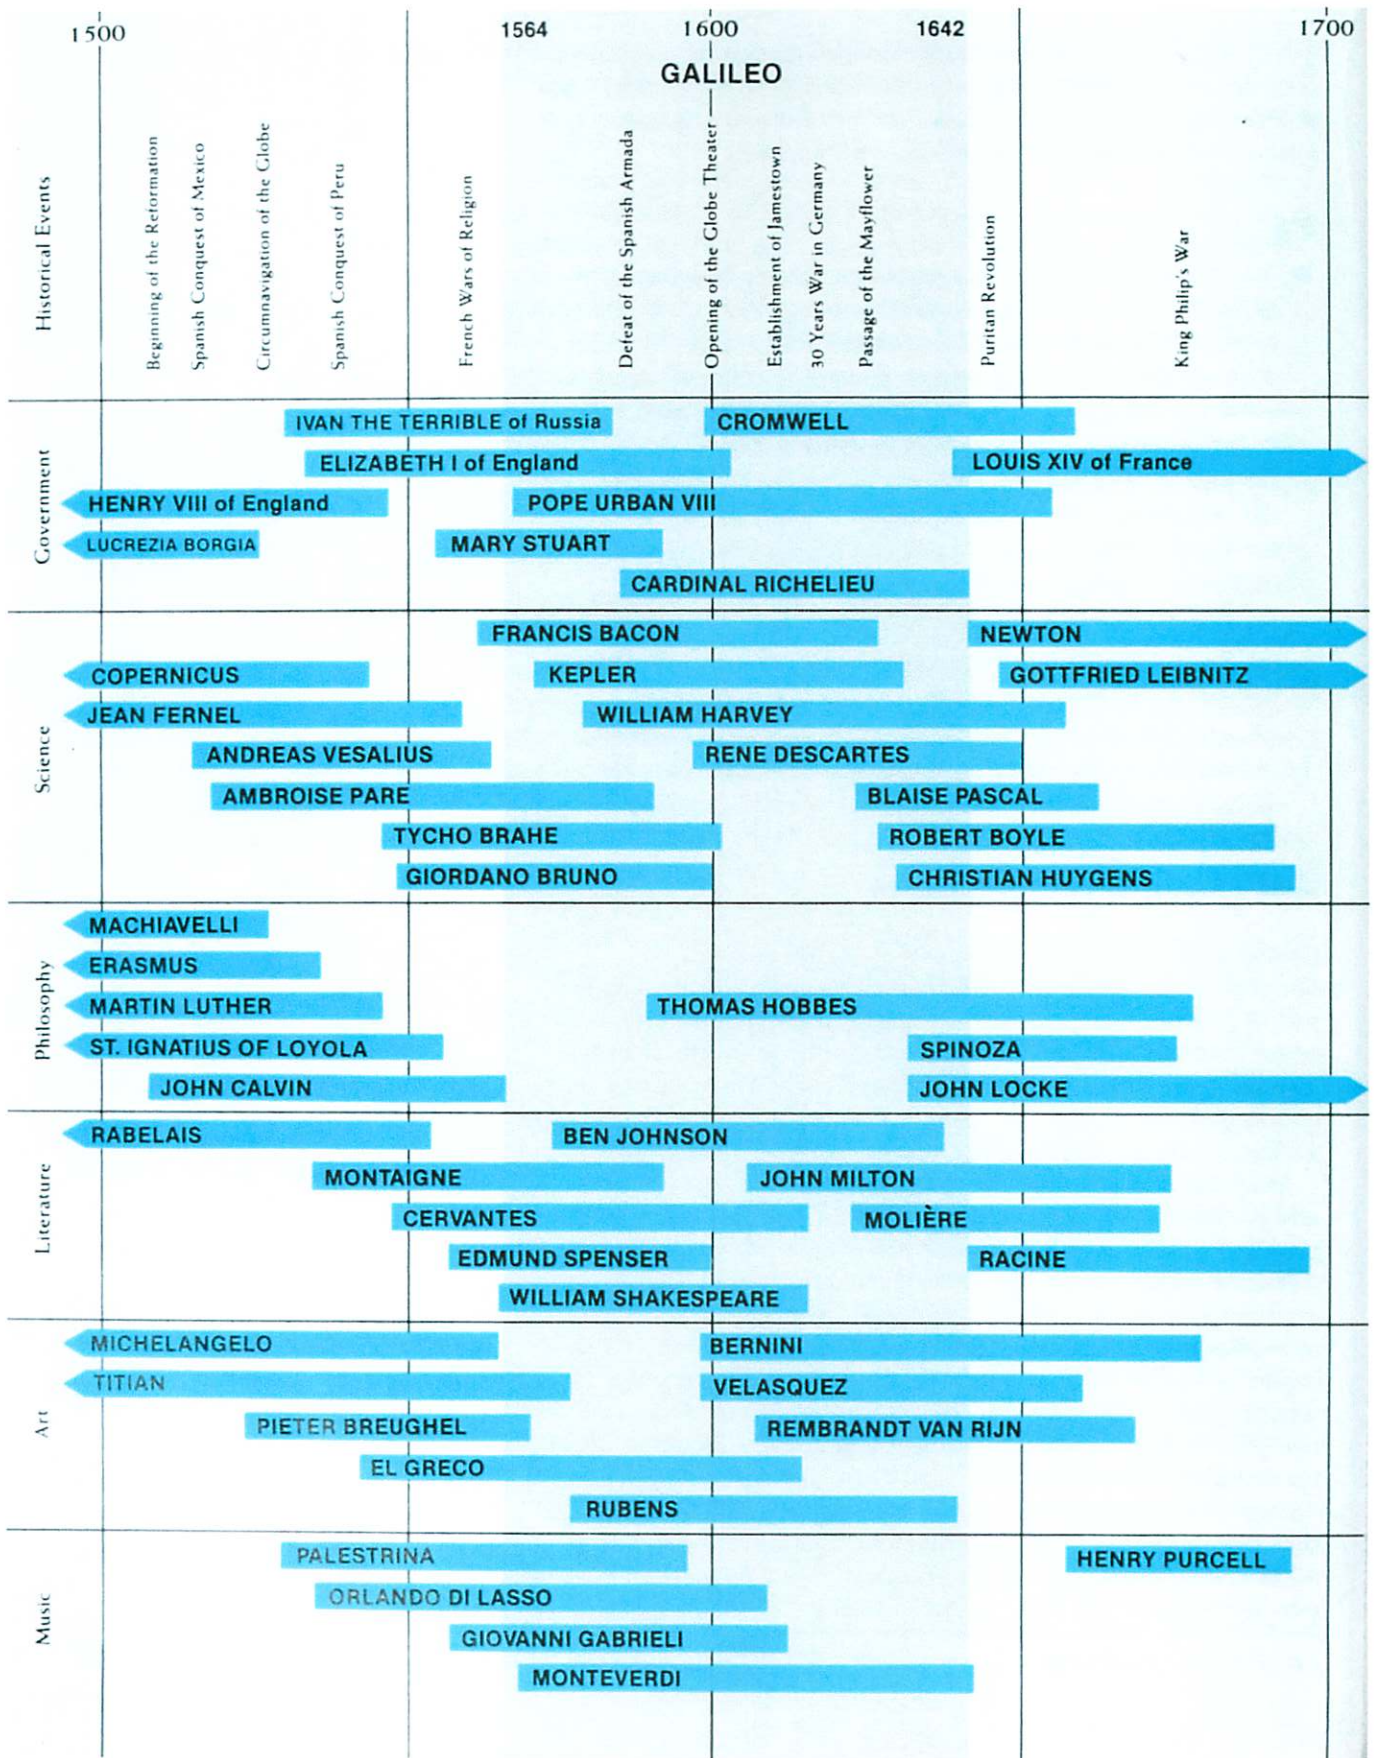 1500
1564
1600
1642
1700
GALILEO
Historical Events
Beginning of the Reformation
Spanish Conquest of Mexico
Circumnavigation of the Globe
Spanish Conquest of Peru
French Wars of Religion
Defeat of the Spanish Armada
Opening of the Globe Theater
Establishment of Jamestown
30 Years War in Germany
Passage of the Mayflower
Puritan Revolution
King Philip's War
Government
IVAN THE TERRIBLE of Russia
CROMWELL
ELIZABETH I of England
LOUIS XIV of France
HENRY VIII of England
POPE URBAN VIII
LUCREZIA BORGIA
MARY STUART
CARDINAL RICHELIEU
Science
FRANCIS BACON
NEWTON
COPERNICUS
KEPLER
GOTTFRIED LEIBNITZ
JEAN FERNEL
WILLIAM HARVEY
ANDREAS VESALIUS
RENE DESCARTES
AMBROISE PARE
BLAISE PASCAL
TYCHO BRAHE
ROBERT BOYLE
GIORDANO BRUNO
CHRISTIAN HUYGENS
Philosophy
MACHIAVELLI
ERASMUS
MARTIN LUTHER
THOMAS HOBBES
ST. IGNATIUS OF LOYOLA
SPINOZA
JOHN CALVIN
JOHN LOCKE
Literature
RABELAIS
BEN JOHNSON
MONTAIGNE
JOHN MILTON
CERVANTES
MOLIÈRE
EDMUND SPENSER
RACINE
WILLIAM SHAKESPEARE
Art
MICHELANGELO
BERNINI
TITIAN
VELASQUEZ
PIETER BREUGHEL
REMBRANDT VAN RIJN
EL GRECO
RUBENS
Music
PALESTRINA
HENRY PURCELL
ORLANDO DI LASSO
GIOVANNI GABRIELI
MONTEVERDI